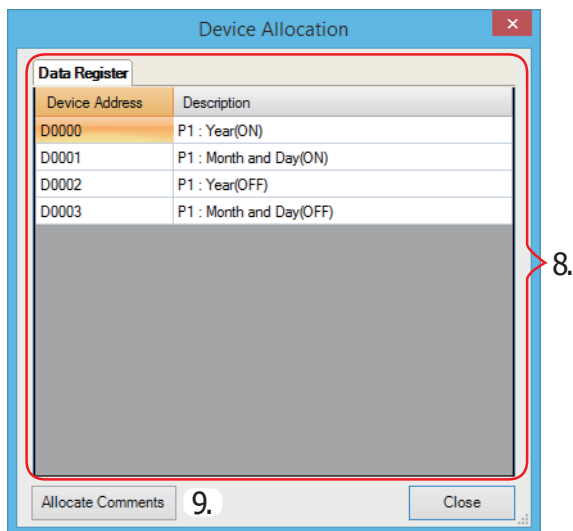 Device Allocation
Data Register
Device Address Description
D0000 P1 : Year(ON)
D0001 P1 : Month and Day(ON)
D0002 P1 : Year(OFF)
D0003 P1 : Month and Day(OFF)
8.
Allocate Comments 9. Close